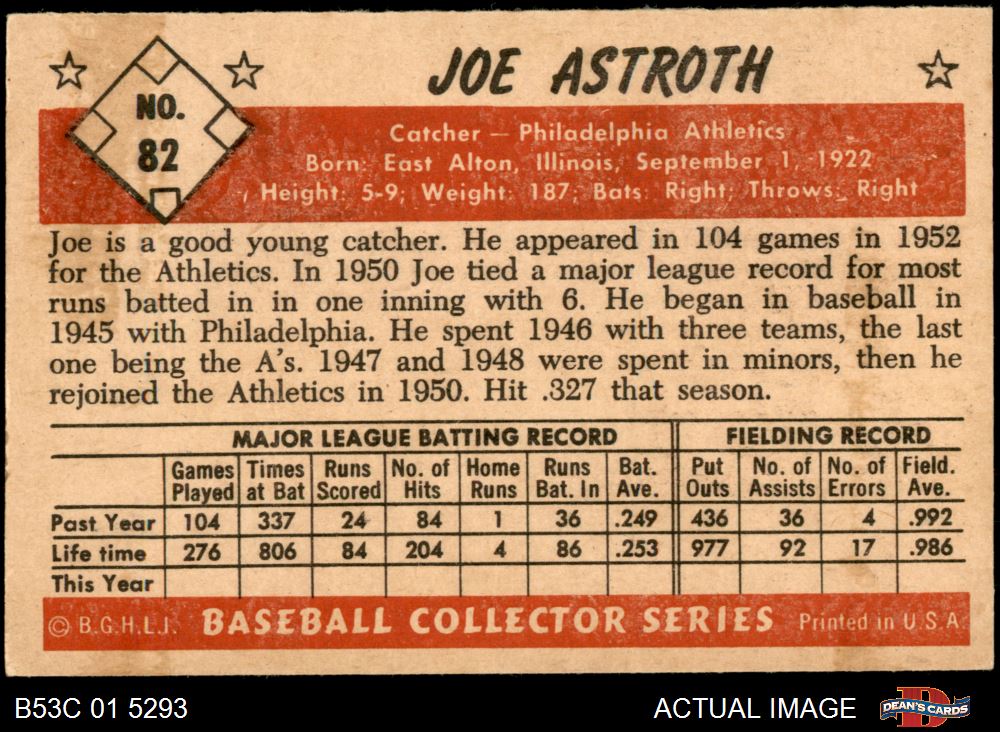 JOE ASTROTH
NO.
82
Catcher — Philadelphia Athletics
Born: East Alton, Illinois, September 1, 1922
Height: 5-9; Weight: 187; Bats: Right; Throws: Right
Joe is a good young catcher. He appeared in 104 games in 1952
for the Athletics. In 1950 Joe tied a major league record for most
runs batted in in one inning with 6. He began in baseball in
1945 with Philadelphia. He spent 1946 with three teams, the last
one being the A's. 1947 and 1948 were spent in minors, then he
rejoined the Athletics in 1950. Hit .327 that season.
MAJOR LEAGUE BATTING RECORD FIELDING RECORD
Games Times Runs No. of Home Runs Bat. Put No. of No. of Field.
Played at Bat Scored Hits Runs Bat. In Ave. Outs Assists Errors Ave.
Past Year 104 337 24 84 1 36 .249 436 36 4 .992
Life time 276 806 84 204 4 86 .253 977 92 17 .986
This Year
© B.G.H.L.I. BASEBALL COLLECTOR SERIES Printed in U.S.A.
B53C 01 5293 ACTUAL IMAGE D DEAN'S CARDS